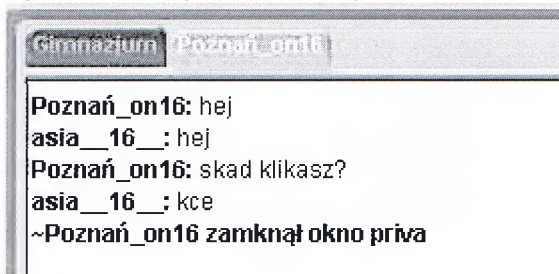 Gimnazjum Poznań_on16
Poznań_on16: hej
asia__16__: hej
Poznań_on16: skad klikasz?
asia__16__: kce
~Poznań_on16 zamknął okno priva